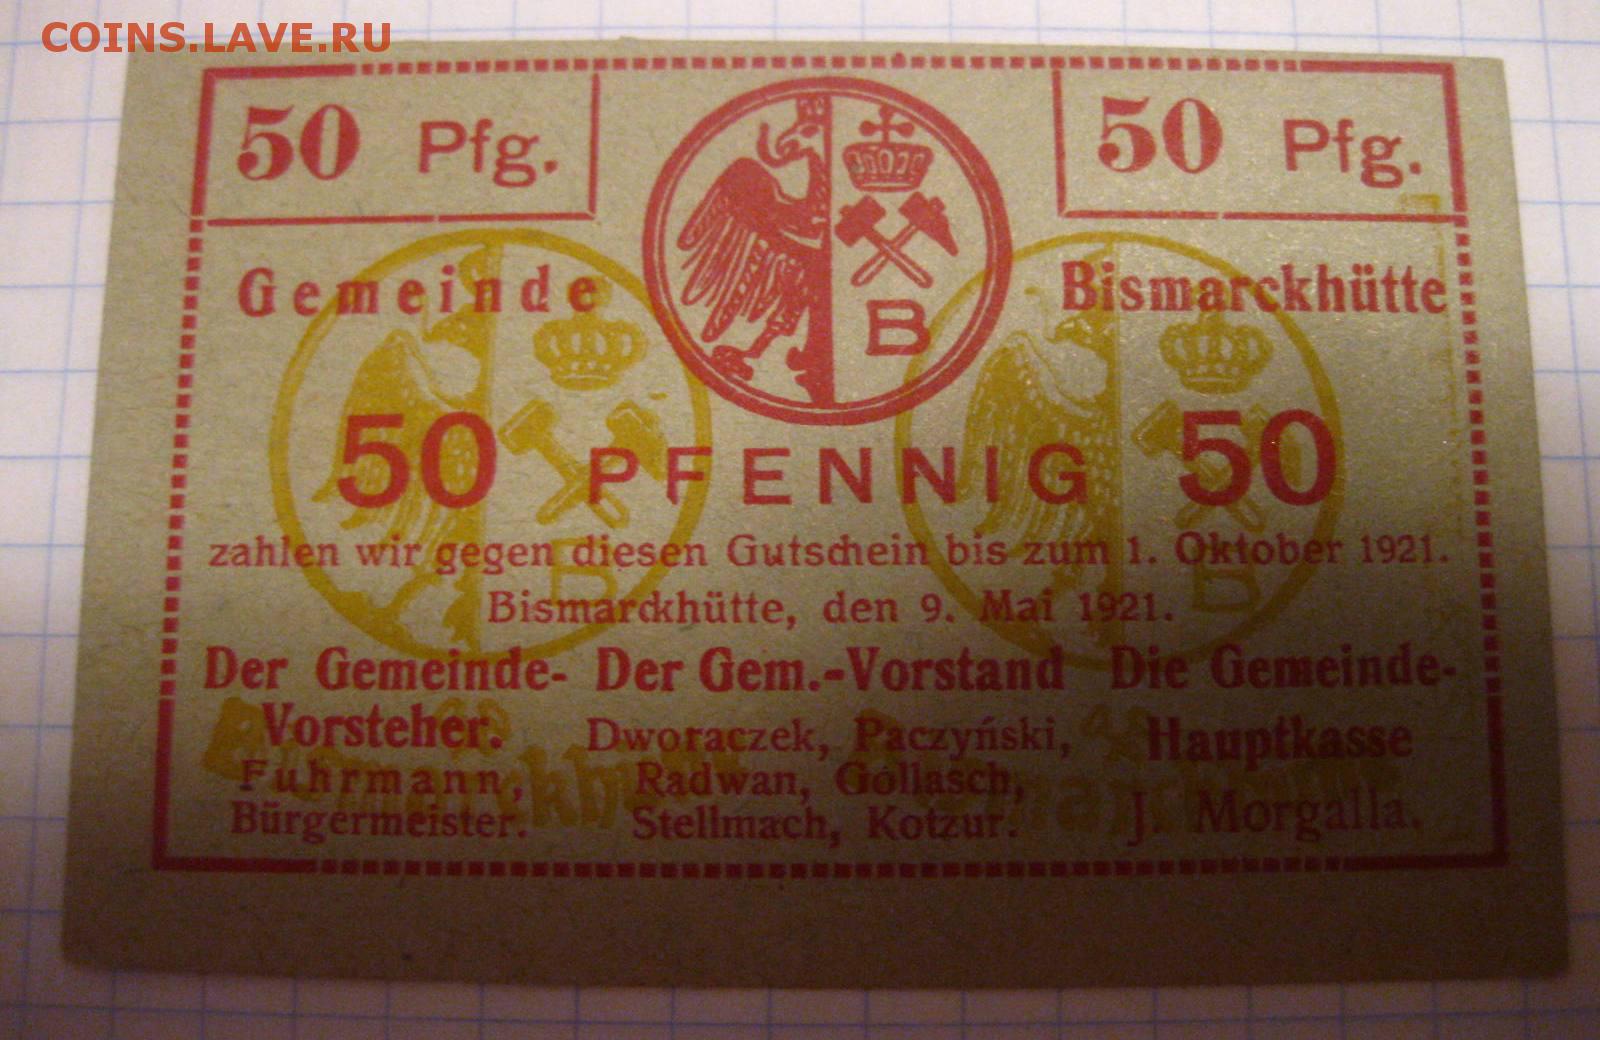 COINS.LAVE.RU
50 Pfg.
50 Pfg.
B
Gemeinde
Bismarckhütte
B
B
50 PFENNIG 50
zahlen wir gegen diesen Gutschein bis zum 1. Oktober 1921.
Bismarckhütte, den 9. Mai 1921.
Der Gemeinde- Der Gem.-Vorstand Die Gemeinde-
Vorsteher. Dworaczek, Paczyński, Hauptkasse
Fuhrmann, Radwan, Gollasch,
Bürgermeister. Stellmach, Kotzur. J. Morgalla.